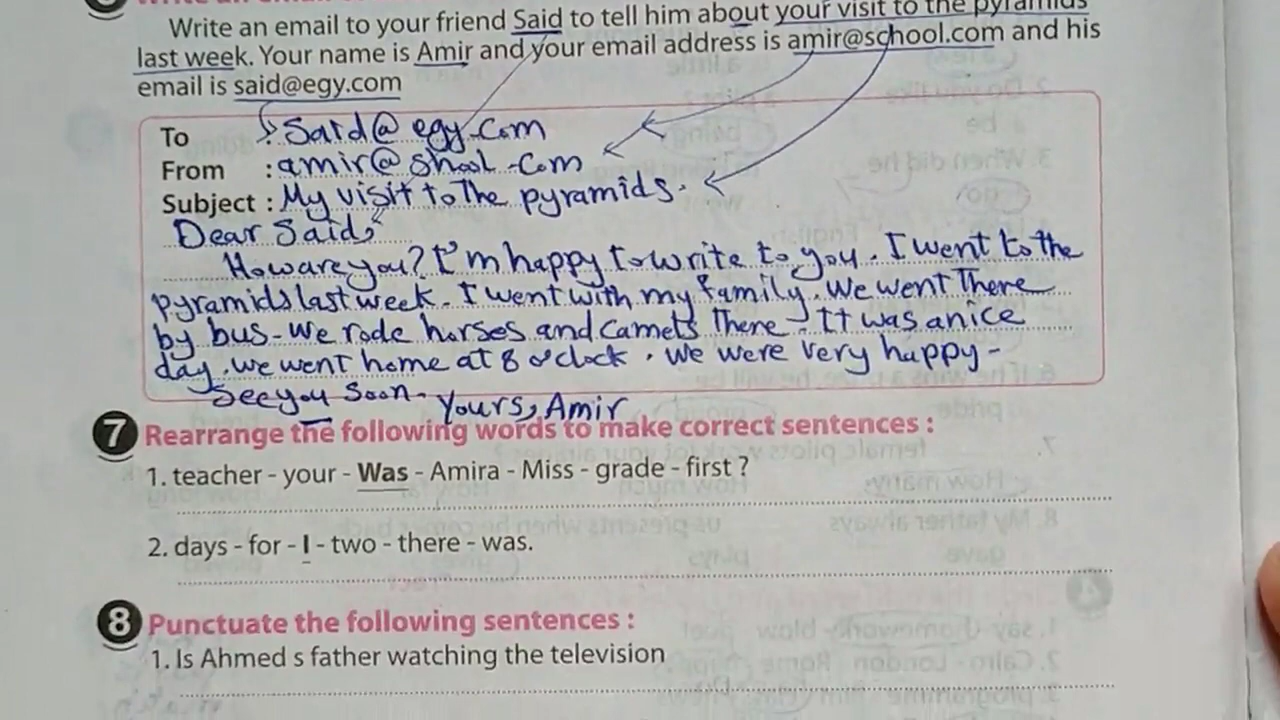 Write an email to your friend Said to tell him about your visit to the pyramids
last week. Your name is Amir and your email address is amir@school.com and his
email is said@egy.com
To : Said@egy.com
From : amir@shool.com
Subject : My visit to The pyramids.
Dear Said,
How are you? I'm happy to write to you. I went to the
pyramids last week. I went with my family. We went There
by bus. We rode horses and camels There. It was a nice
day. we went home at 8 o'clock. We were very happy.
See you Soon. Yours, Amir
7 Rearrange the following words to make correct sentences :
1. teacher - your - Was - Amira - Miss - grade - first ?
2. days - for - I - two - there - was.
8 Punctuate the following sentences :
1. Is Ahmed s father watching the television